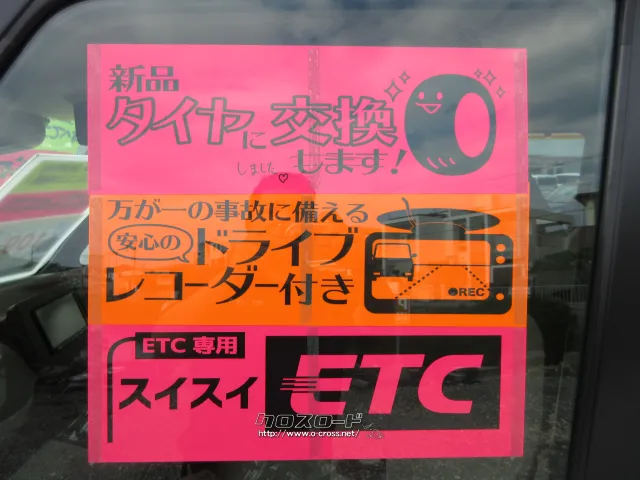 新品
タイヤに交換
しました♡
します!
万が一の事故に備える
安心の
ドライブ
レコーダー付き
REC
ETC 専用
スイスイ
ETC
クロスロード
http://www.o-cross.net/